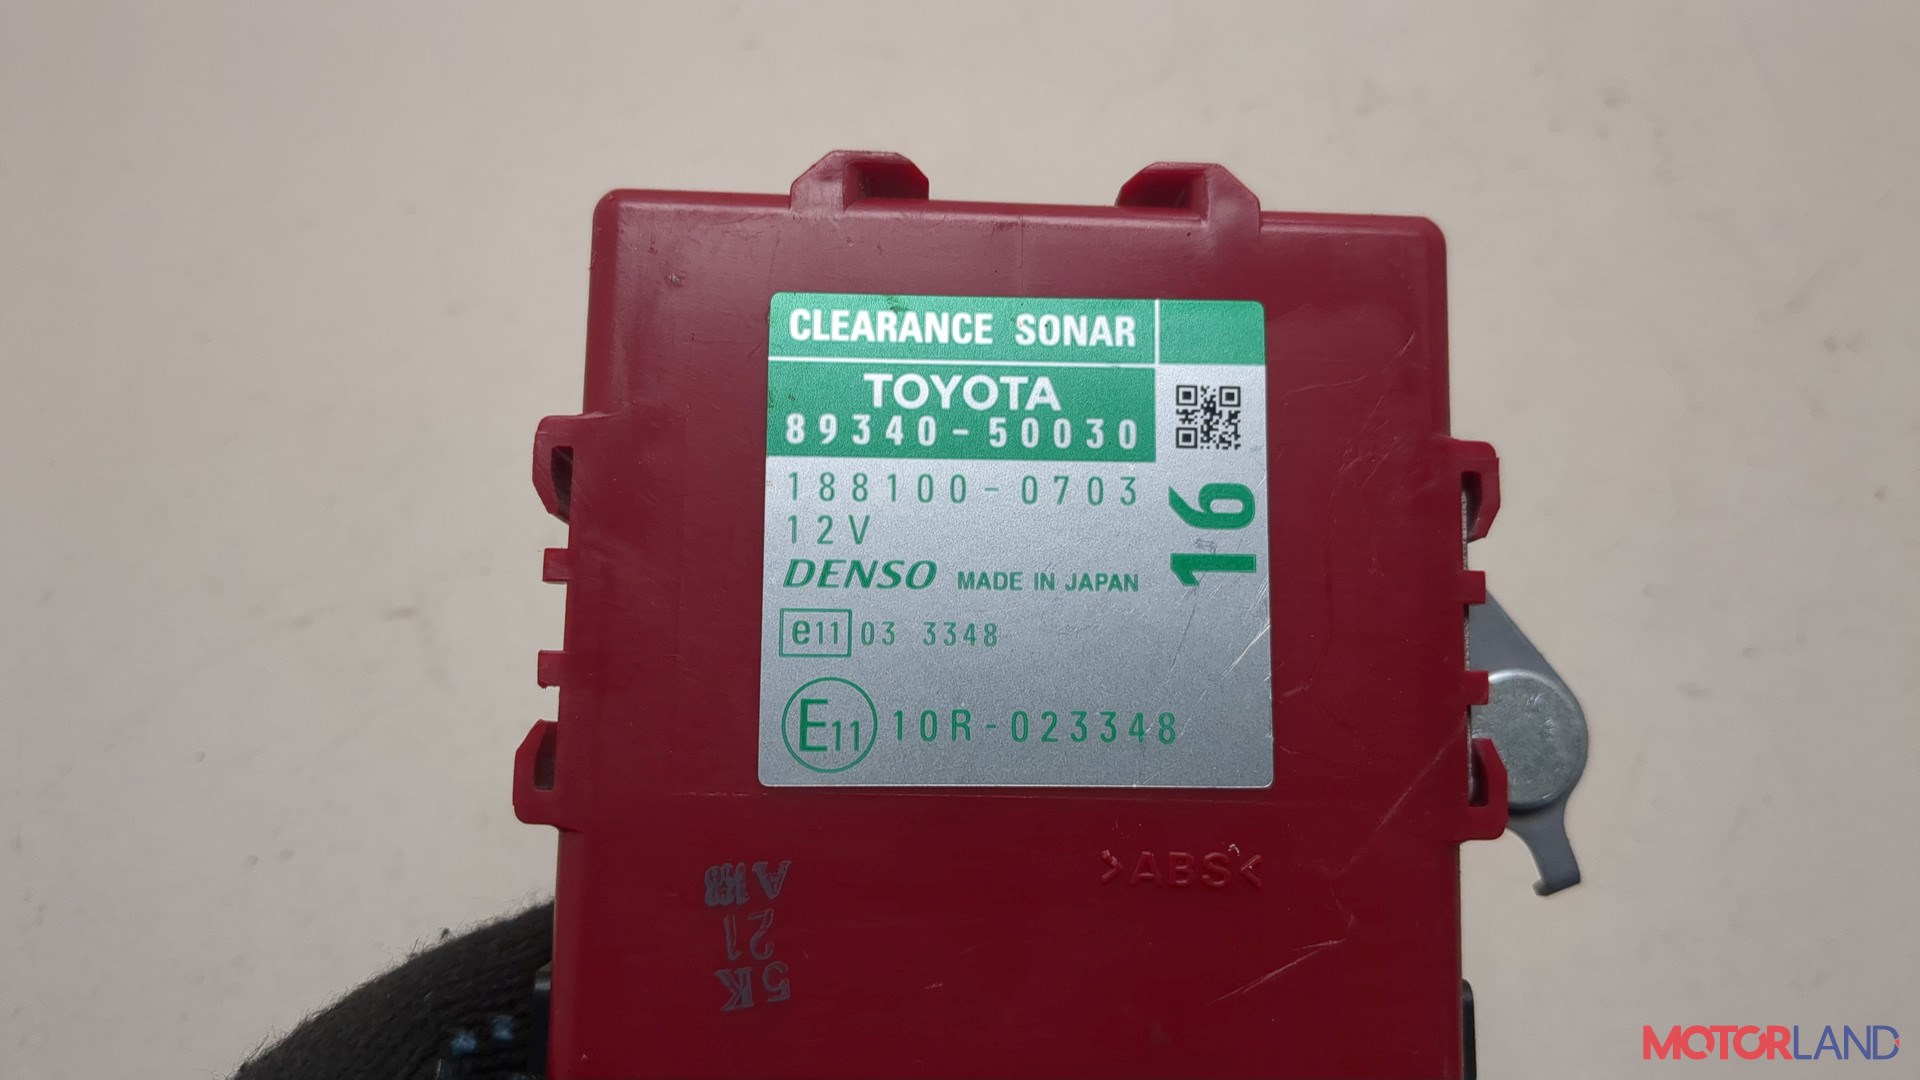 CLEARANCE SONAR
TOYOTA
89340-50030
188100-0703
12V
DENSO MADE IN JAPAN
16
e11 03 3348
E11 10R-023348
>ABS<
5K
21
MOTORLAND